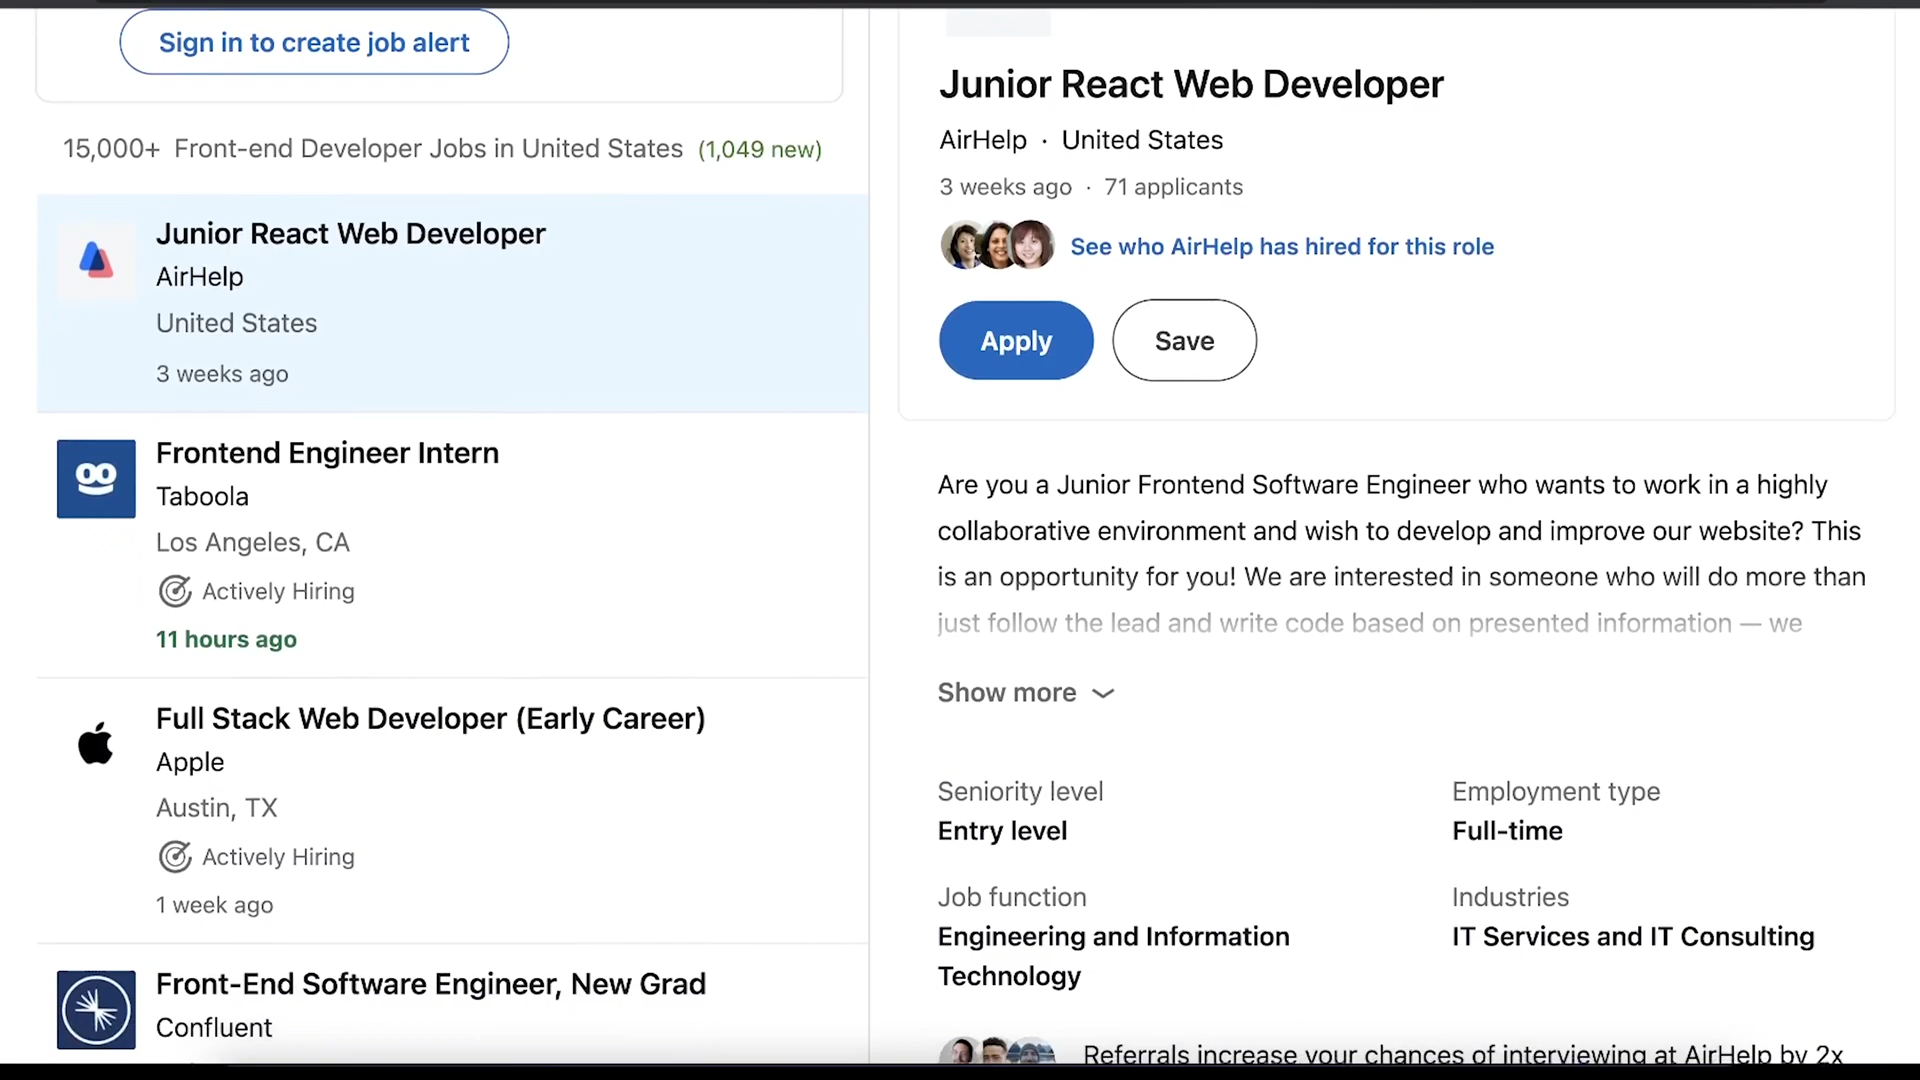 Sign in to create job alert
15,000+ Front-end Developer Jobs in United States (1,049 new)
Junior React Web Developer
AirHelp
United States
3 weeks ago
Frontend Engineer Intern
Taboola
Los Angeles, CA
Actively Hiring
11 hours ago
Full Stack Web Developer (Early Career)
Apple
Austin, TX
Actively Hiring
1 week ago
Front-End Software Engineer, New Grad
Confluent
Junior React Web Developer
AirHelp · United States
3 weeks ago · 71 applicants
See who AirHelp has hired for this role
Apply
Save
Are you a Junior Frontend Software Engineer who wants to work in a highly
collaborative environment and wish to develop and improve our website? This
is an opportunity for you! We are interested in someone who will do more than
just follow the lead and write code based on presented information — we
Show more
Seniority level
Entry level
Employment type
Full-time
Job function
Engineering and Information
Technology
Industries
IT Services and IT Consulting
Referrals increase your chances of interviewing at AirHelp by 2x